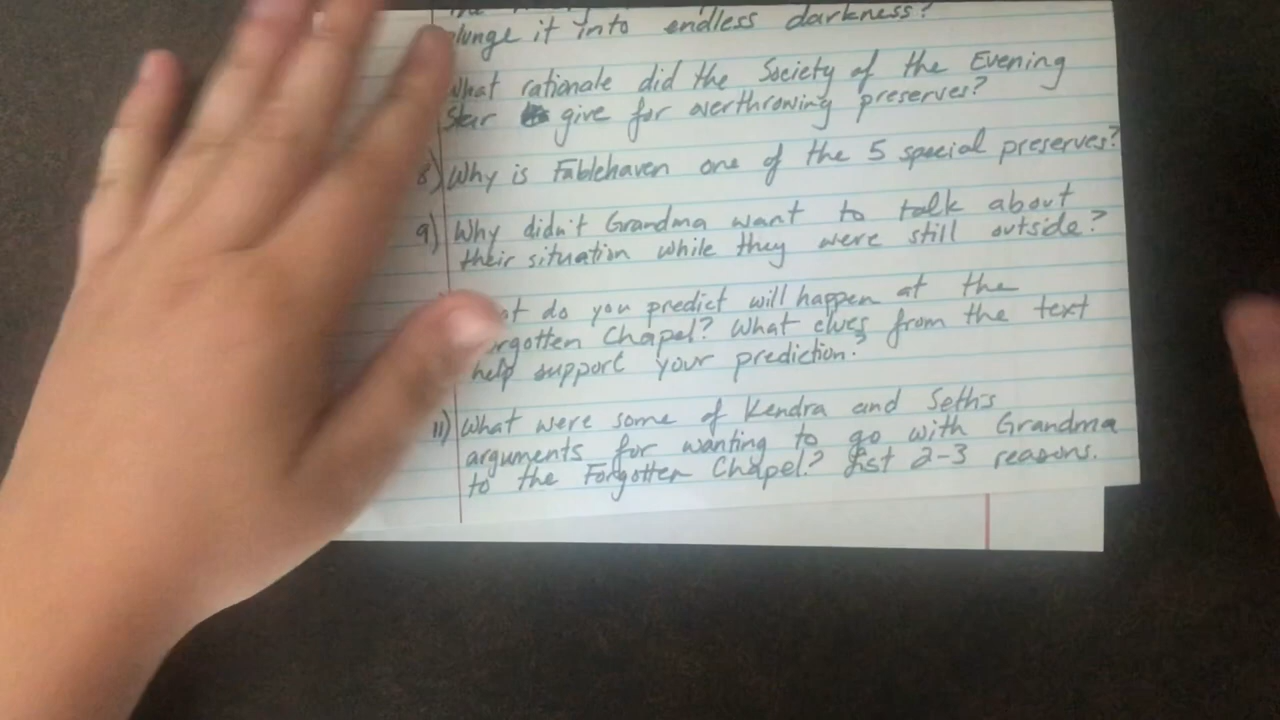 plunge it into endless darkness?
What rationale did the Society of the Evening
Star give for overthrowing preserves?
8) Why is Fablehaven one of the 5 special preserves?
9) Why didn't Grandma want to talk about
their situation while they were still outside?
do you predict will happen at the
Forgotten Chapel? What clues from the text
help support your prediction?
11) What were some of Kendra and Seth's
arguments for wanting to go with Grandma
to the Forgotten Chapel? List 2-3 reasons.